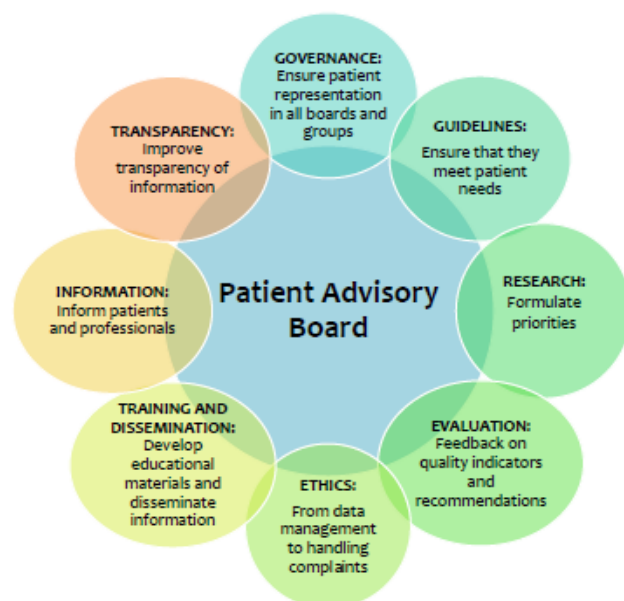 GOVERNANCE:
Ensure patient
representation
in all boards and
groups
GUIDELINES:
Ensure that they
meet patient
needs
RESEARCH:
Formulate
priorities
EVALUATION:
Feedback on
quality indicators
and
recommendations
ETHICS:
From data
management
to handling
complaints
TRAINING AND
DISSEMINATION:
Develop
educational
materials and
disseminate
information
INFORMATION:
Inform patients
and professionals
TRANSPARENCY:
Improve
transparency of
information
Patient Advisory
Board